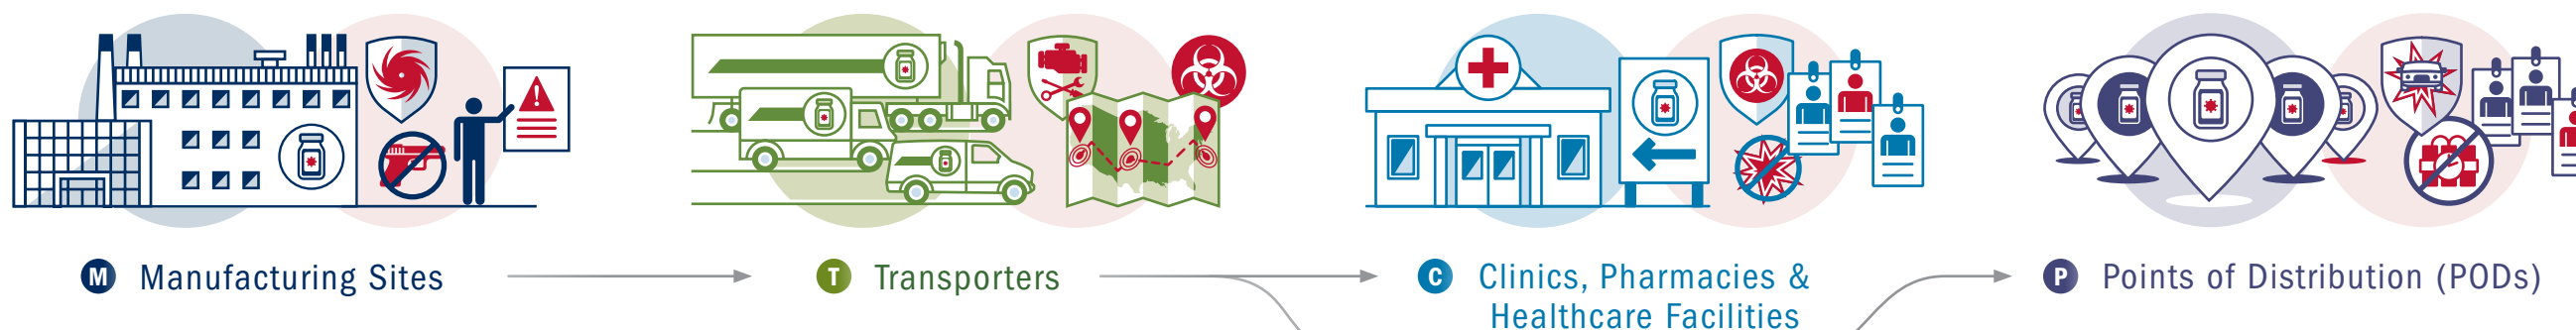 M Manufacturing Sites
T Transporters
C Clinics, Pharmacies &
Healthcare Facilities
P Points of Distribution (PODs)